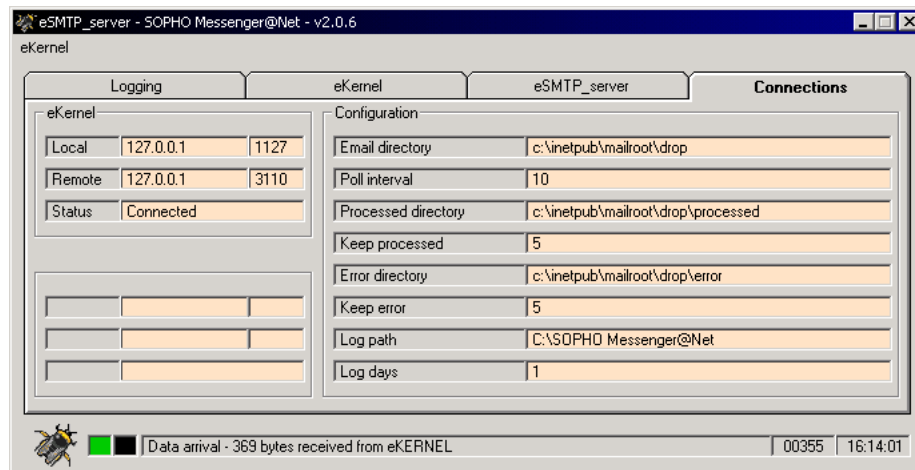 eSMTP_server - SOPHO Messenger@Net - v2.0.6
eKernel
Logging eKernel eSMTP_server Connections
eKernel
Local 127.0.0.1 1127
Remote 127.0.0.1 3110
Status Connected
Configuration
Email directory c:\inetpub\mailroot\drop
Poll interval 10
Processed directory c:\inetpub\mailroot\drop\processed
Keep processed 5
Error directory c:\inetpub\mailroot\drop\error
Keep error 5
Log path C:\SOPHO Messenger@Net
Log days 1
Data arrival - 369 bytes received from eKERNEL 00355 16:14:01